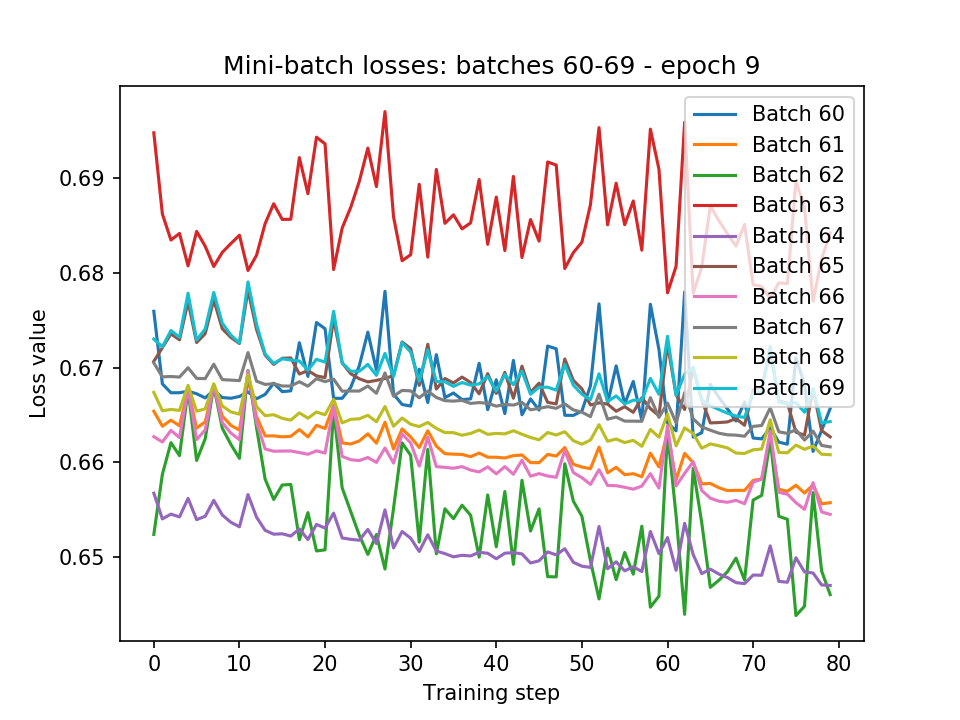 Mini-batch losses: batches 60-69 - epoch 9
Batch 60
Batch 61
Batch 62
Batch 63
Batch 64
Batch 65
Batch 66
Batch 67
Batch 68
Batch 69
0.69
0.68
0.67
0.66
0.65
Loss value
0 10 20 30 40 50 60 70 80
Training step